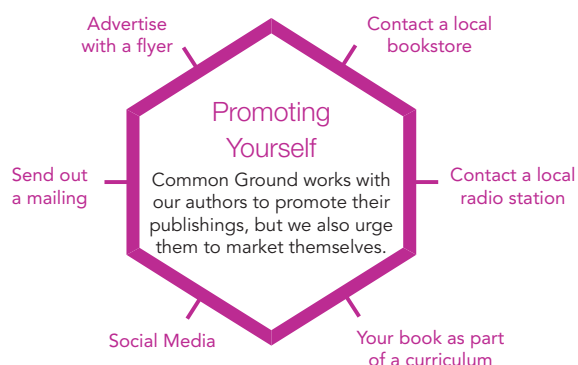 Advertise
with a flyer
Contact a local
bookstore
Promoting
Yourself
Common Ground works with
our authors to promote their
publishings, but we also urge
them to market themselves.
Send out
a mailing
Contact a local
radio station
Social Media
Your book as part
of a curriculum